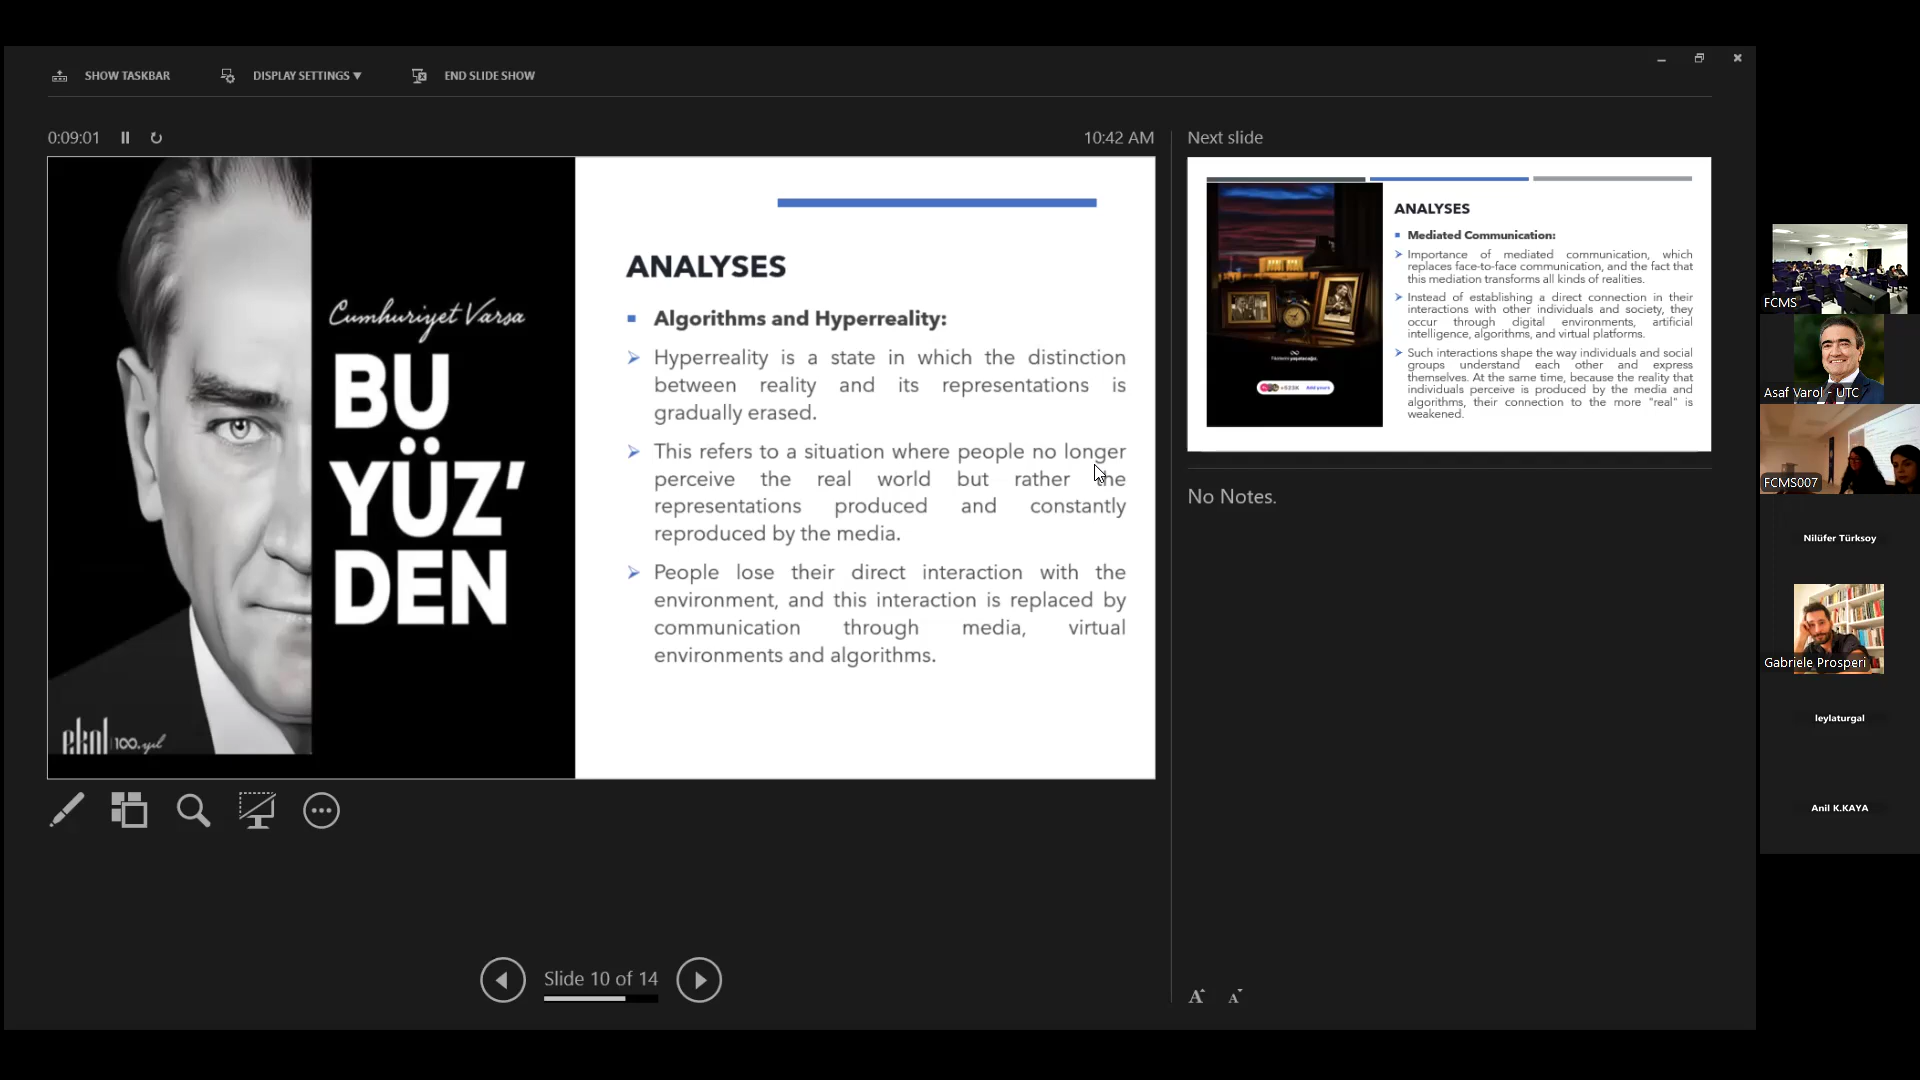 SHOW TASKBAR
DISPLAY SETTINGS ▼
END SLIDE SHOW
0:09:01
10:42 AM
Cumhuriyet Varsa
BU
YÜZ’
DEN
ekol 100.yıl
ANALYSES
▪ Algorithms and Hyperreality:
➢ Hyperreality is a state in which the distinction
between reality and its representations is
gradually erased.
➢ This refers to a situation where people no longer
perceive the real world but rather the
representations produced and constantly
reproduced by the media.
➢ People lose their direct interaction with the
environment, and this interaction is replaced by
communication through media, virtual
environments and algorithms.
Slide 10 of 14
Next slide
ANALYSES
▪ Mediated Communication:
➢ Importance of mediated communication, which
replaces face-to-face communication, and the fact that
this mediation transforms all kinds of realities.
➢ Instead of establishing a direct connection in their
interactions with other individuals and society, they
occur through digital environments, artificial
intelligence, algorithms, and virtual platforms.
➢ Such interactions shape the way individuals and social
groups understand each other and express
themselves. At the same time, because the reality that
individuals perceive is produced by the media and
algorithms, their connection to the more "real" is
weakened.
Add yours
No Notes.
A A
FCMS
Asaf Varol - UTC
FCMS007
Nilüfer Türksoy
Gabriele Prosperi
leylaturgal
Anil K.KAYA